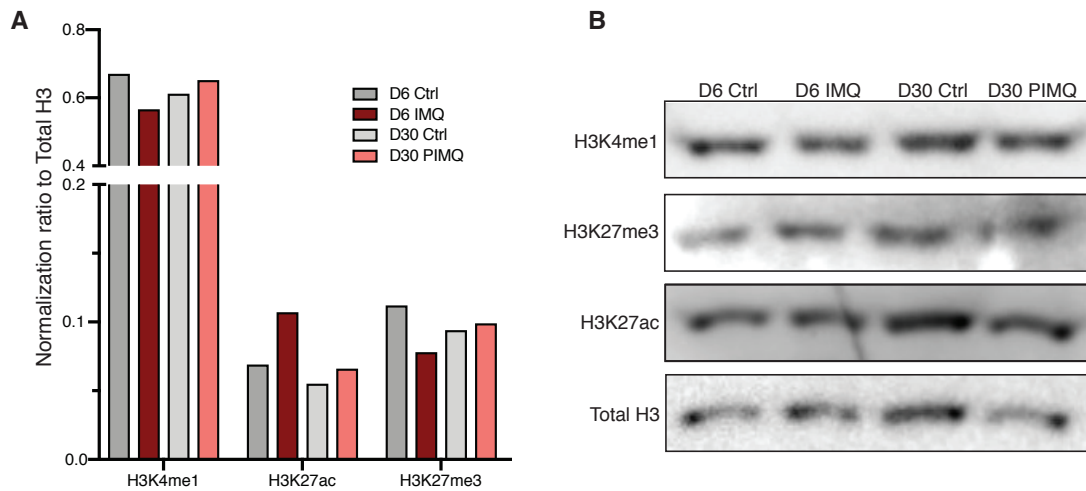 A
Normalization ratio to Total H3
0.8
0.6
0.4
0.2
0.1
0.0
D6 Ctrl
D6 IMQ
D30 Ctrl
D30 PIMQ
H3K4me1 H3K27ac H3K27me3
B
D6 Ctrl D6 IMQ D30 Ctrl D30 PIMQ
H3K4me1
H3K27me3
H3K27ac
Total H3